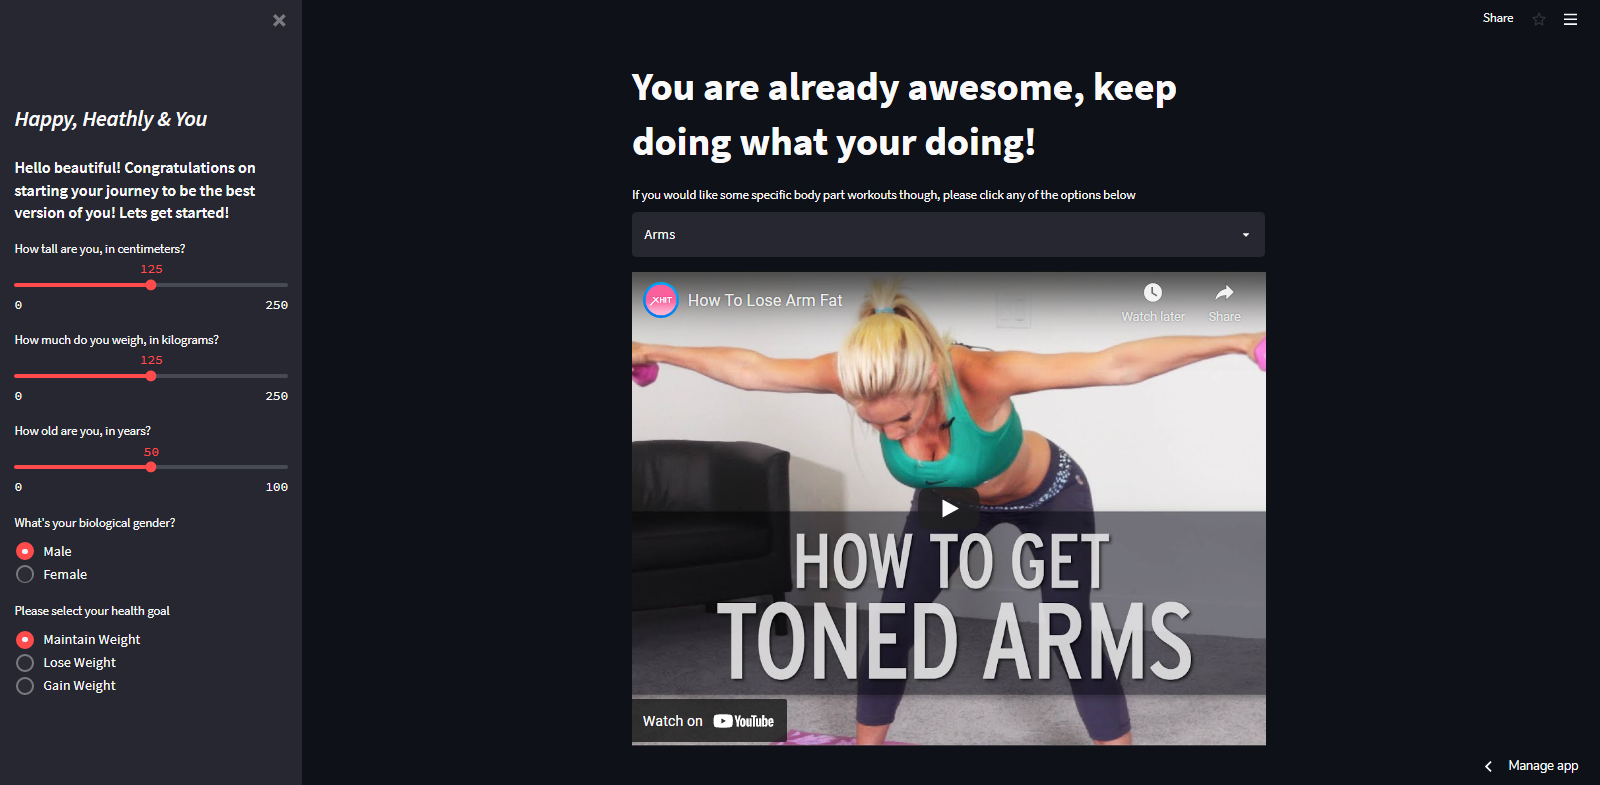 Happy, Heathly & You
Hello beautiful! Congratulations on
starting your journey to be the best
version of you! Lets get started!
How tall are you, in centimeters?
125
0 250
How much do you weigh, in kilograms?
125
0 250
How old are you, in years?
50
0 100
What's your biological gender?
Male
Female
Please select your health goal
Maintain Weight
Lose Weight
Gain Weight
Share
You are already awesome, keep
doing what your doing!
If you would like some specific body part workouts though, please click any of the options below
Arms
XHIT How To Lose Arm Fat
Watch later Share
HOW TO GET
TONED ARMS
Watch on YouTube
Manage app